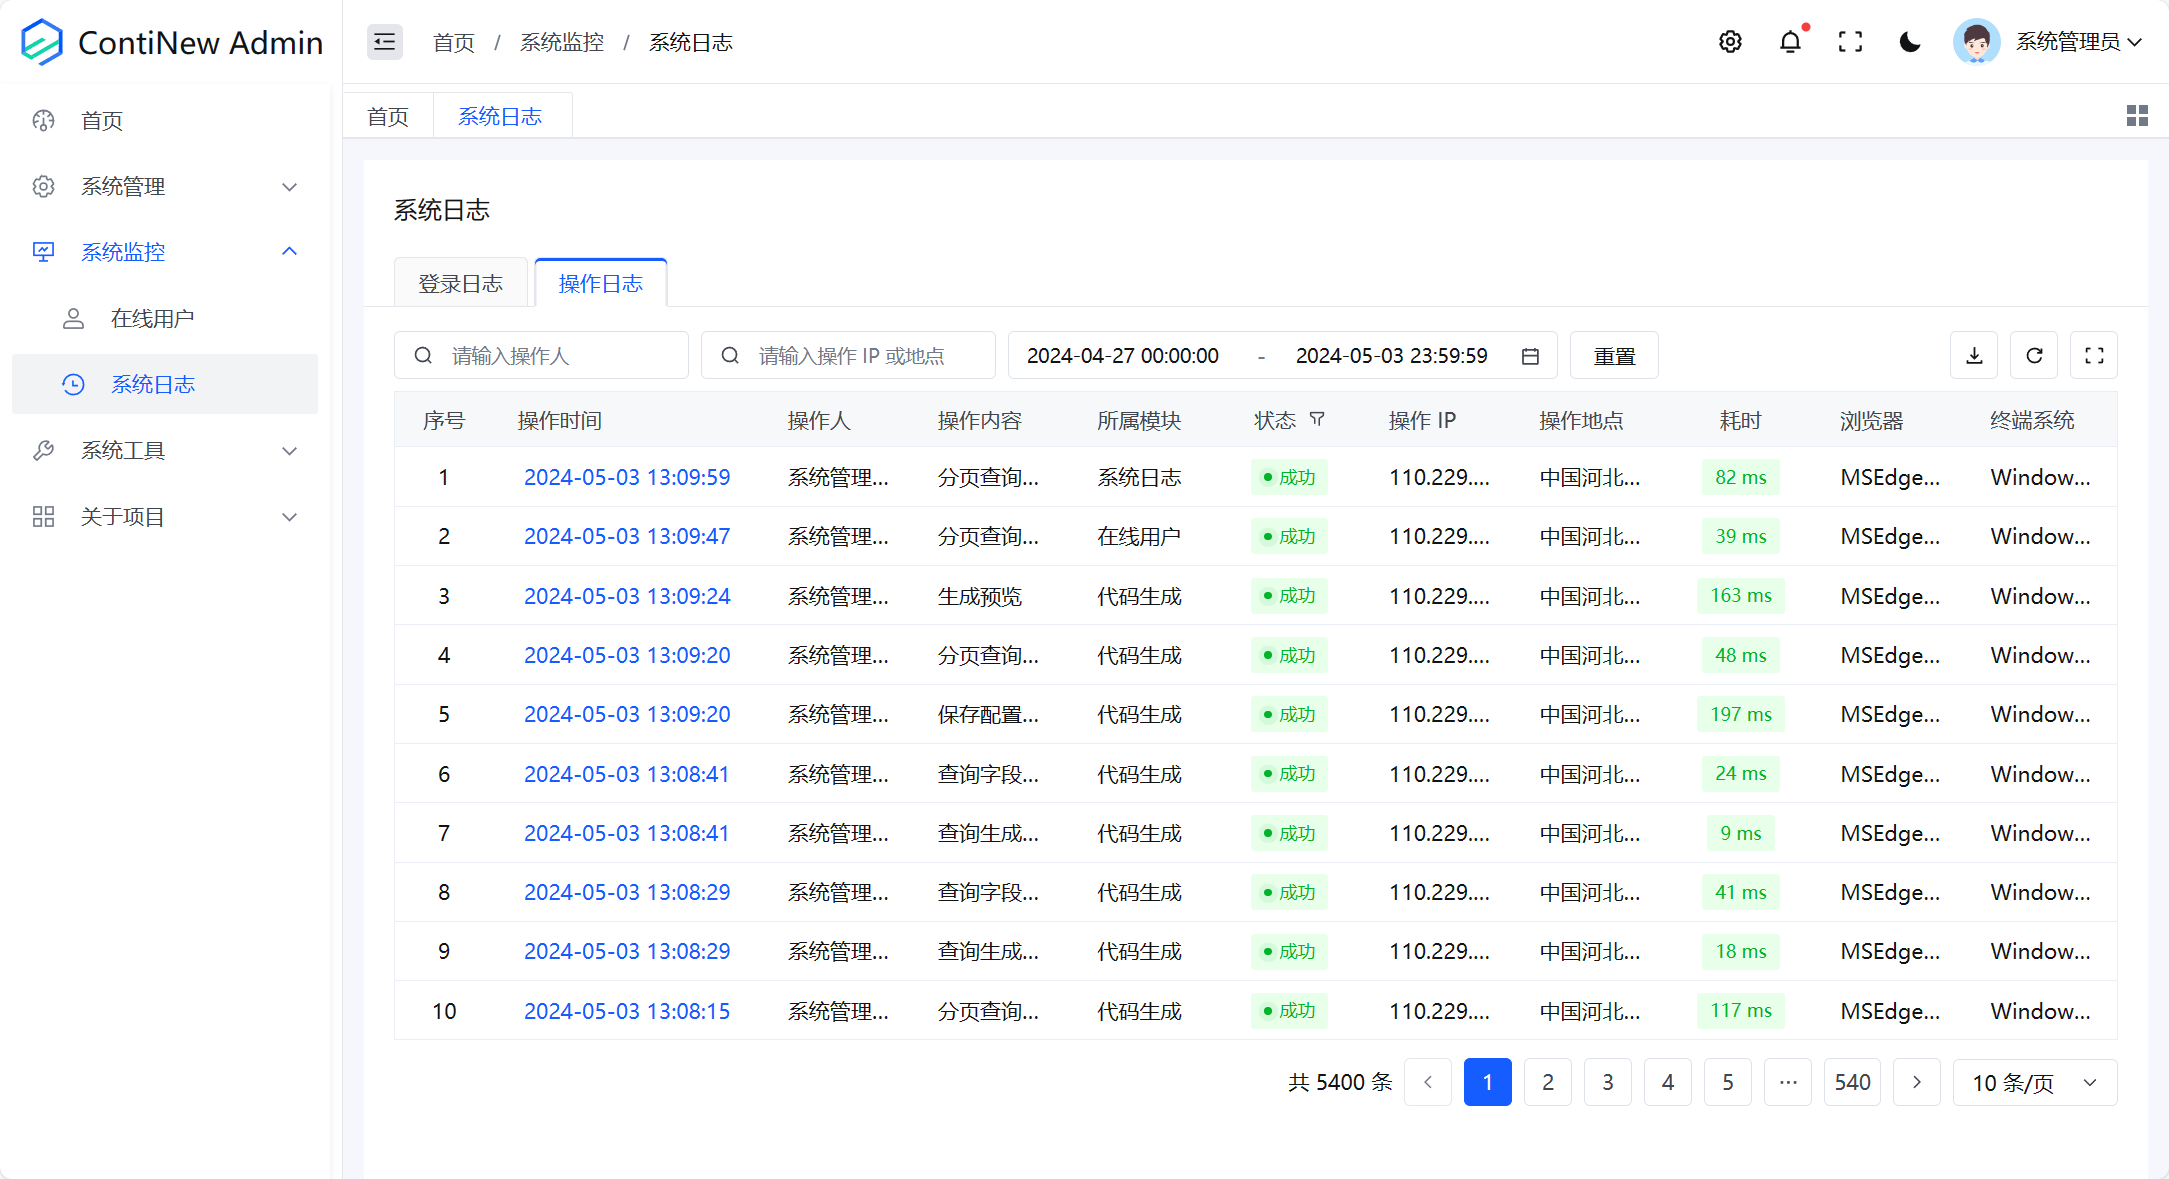 ContiNew Admin
首页 / 系统监控 / 系统日志
系统管理员
首页
系统管理
系统监控
在线用户
系统日志
系统工具
关于项目
首页 系统日志
系统日志
登录日志 操作日志
请输入操作人 请输入操作 IP 或地点 2024-04-27 00:00:00 - 2024-05-03 23:59:59 重置
序号 操作时间 操作人 操作内容 所属模块 状态 操作 IP 操作地点 耗时 浏览器 终端系统
1 2024-05-03 13:09:59 系统管理... 分页查询... 系统日志 成功 110.229.... 中国河北... 82 ms MSEdge... Window...
2 2024-05-03 13:09:47 系统管理... 分页查询... 在线用户 成功 110.229.... 中国河北... 39 ms MSEdge... Window...
3 2024-05-03 13:09:24 系统管理... 生成预览 代码生成 成功 110.229.... 中国河北... 163 ms MSEdge... Window...
4 2024-05-03 13:09:20 系统管理... 分页查询... 代码生成 成功 110.229.... 中国河北... 48 ms MSEdge... Window...
5 2024-05-03 13:09:20 系统管理... 保存配置... 代码生成 成功 110.229.... 中国河北... 197 ms MSEdge... Window...
6 2024-05-03 13:08:41 系统管理... 查询字段... 代码生成 成功 110.229.... 中国河北... 24 ms MSEdge... Window...
7 2024-05-03 13:08:41 系统管理... 查询生成... 代码生成 成功 110.229.... 中国河北... 9 ms MSEdge... Window...
8 2024-05-03 13:08:29 系统管理... 查询字段... 代码生成 成功 110.229.... 中国河北... 41 ms MSEdge... Window...
9 2024-05-03 13:08:29 系统管理... 查询生成... 代码生成 成功 110.229.... 中国河北... 18 ms MSEdge... Window...
10 2024-05-03 13:08:15 系统管理... 分页查询... 代码生成 成功 110.229.... 中国河北... 117 ms MSEdge... Window...
共 5400 条 1 2 3 4 5 ... 540 10 条/页